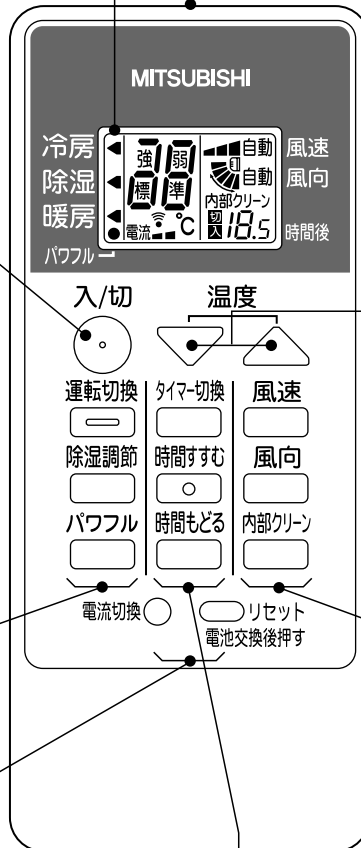 MITSUBISHI
冷房
除湿
暖房
パワフル
強 弱
標 準
電流 ℃
自動
自動
内部クリーン
切
入
18.5
風速
風向
時間後
入/切
温度
運転切換 タイマー切換 風速
除湿調節 時間すすむ 風向
パワフル 時間もどる 内部クリーン
電流切換 リセット
電池交換後押す